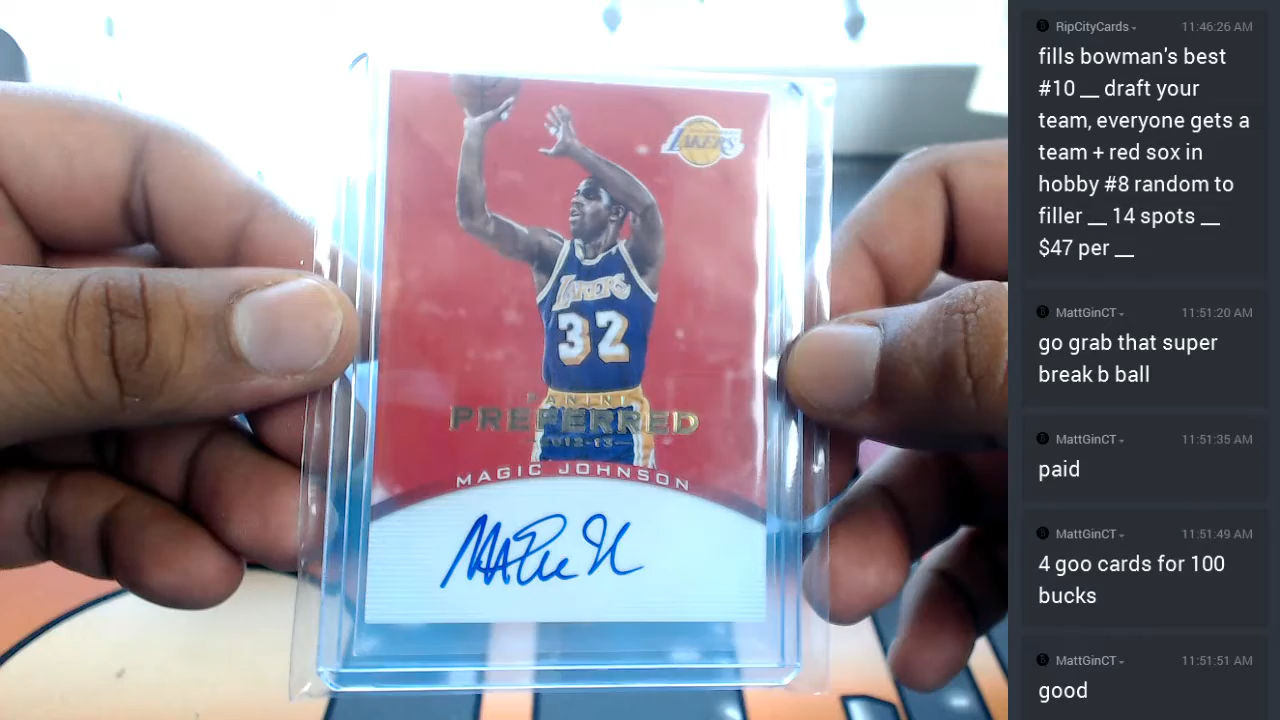 LAKERS
LAKERS
32
PANINI
PREFERRED
2012-13
MAGIC JOHNSON
RipCityCards
11:46:26 AM
fills bowman's best
#10 __ draft your
team, everyone gets a
team + red sox in
hobby #8 random to
filler __ 14 spots __
$47 per __
MattGinCT
11:51:20 AM
go grab that super
break b ball
MattGinCT
11:51:35 AM
paid
MattGinCT
11:51:49 AM
4 goo cards for 100
bucks
MattGinCT
11:51:51 AM
good